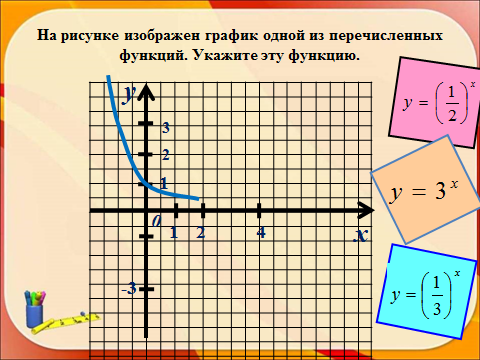 На рисунке изображен график одной из перечисленных
функций. Укажите эту функцию.
y
3
2
1
0
1 2 4
x
-3
y = (1/2)^x
y = 3^x
y = (1/3)^x